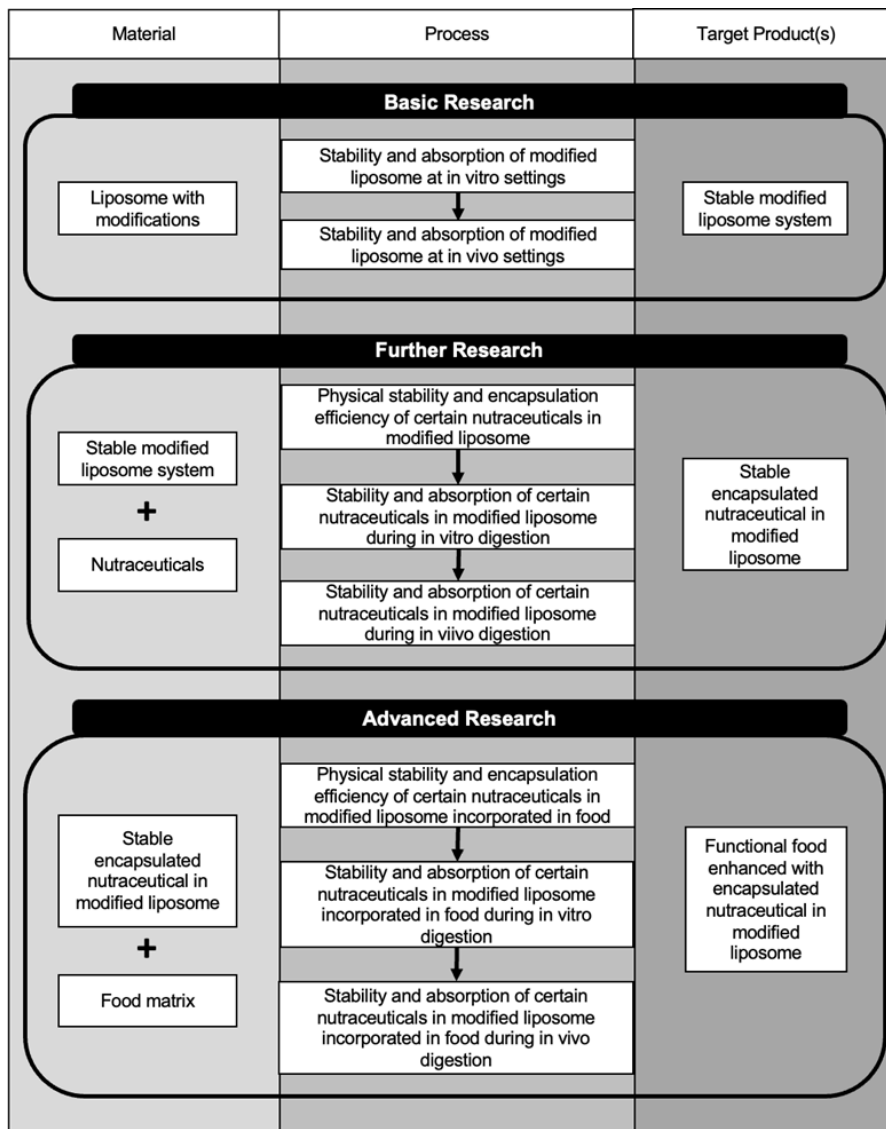 Material
Process
Target Product(s)
Basic Research
Liposome with
modifications
Stability and absorption of modified
liposome at in vitro settings
Stability and absorption of modified
liposome at in vivo settings
Stable modified
liposome system
Further Research
Stable modified
liposome system
+
Nutraceuticals
Physical stability and encapsulation
efficiency of certain nutraceuticals in
modified liposome
Stability and absorption of certain
nutraceuticals in modified liposome
during in vitro digestion
Stability and absorption of certain
nutraceuticals in modified liposome
during in viivo digestion
Stable
encapsulated
nutraceutical in
modified
liposome
Advanced Research
Stable
encapsulated
nutraceutical in
modified liposome
+
Food matrix
Physical stability and encapsulation
efficiency of certain nutraceuticals in
modified liposome incorporated in food
Stability and absorption of certain
nutraceuticals in modified liposome
incorporated in food during in vitro
digestion
Stability and absorption of certain
nutraceuticals in modified liposome
incorporated in food during in vivo
digestion
Functional food
enhanced with
encapsulated
nutraceutical in
modified
liposome